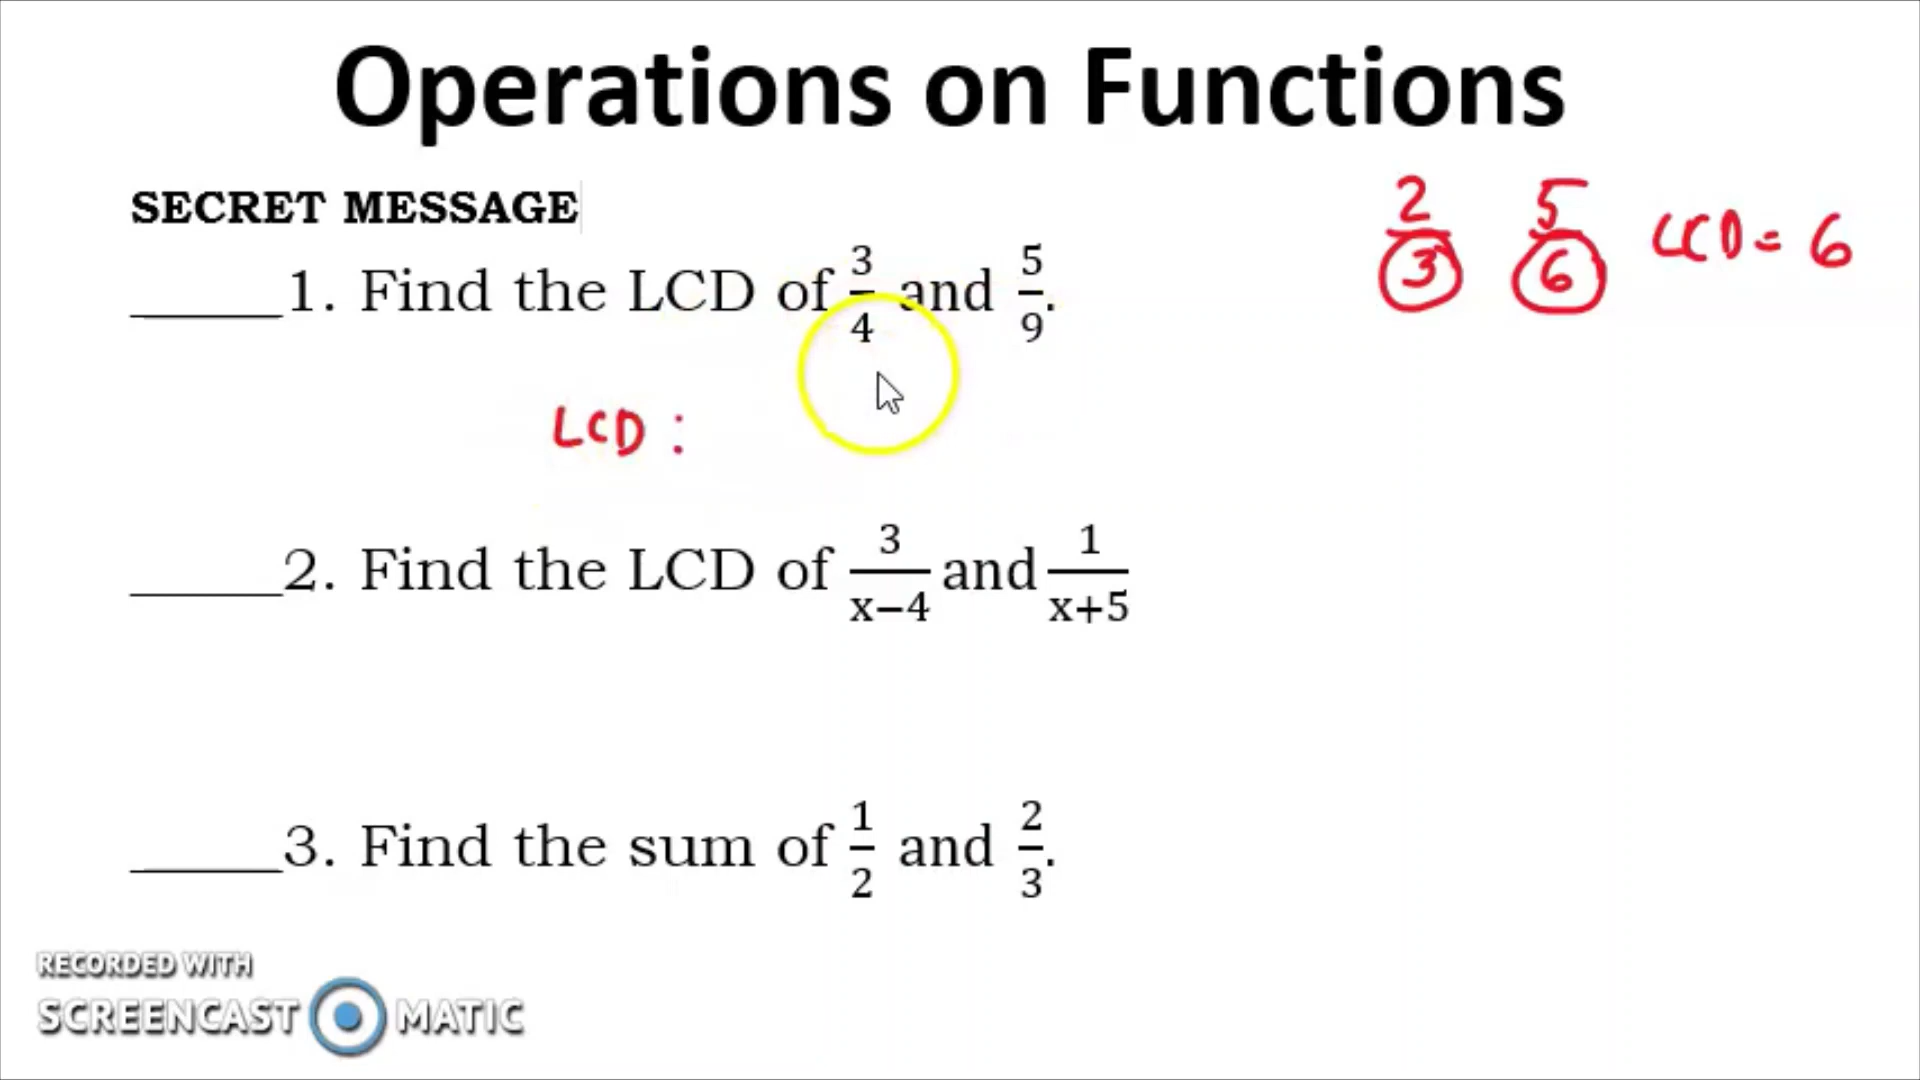 Operations on Functions
SECRET MESSAGE
2/3 5/6 LCD = 6
_____1. Find the LCD of 3/4 and 5/9.
LCD :
_____2. Find the LCD of 3/x−4 and 1/x+5
_____3. Find the sum of 1/2 and 2/3.
RECORDED WITH
SCREENCAST MATIC